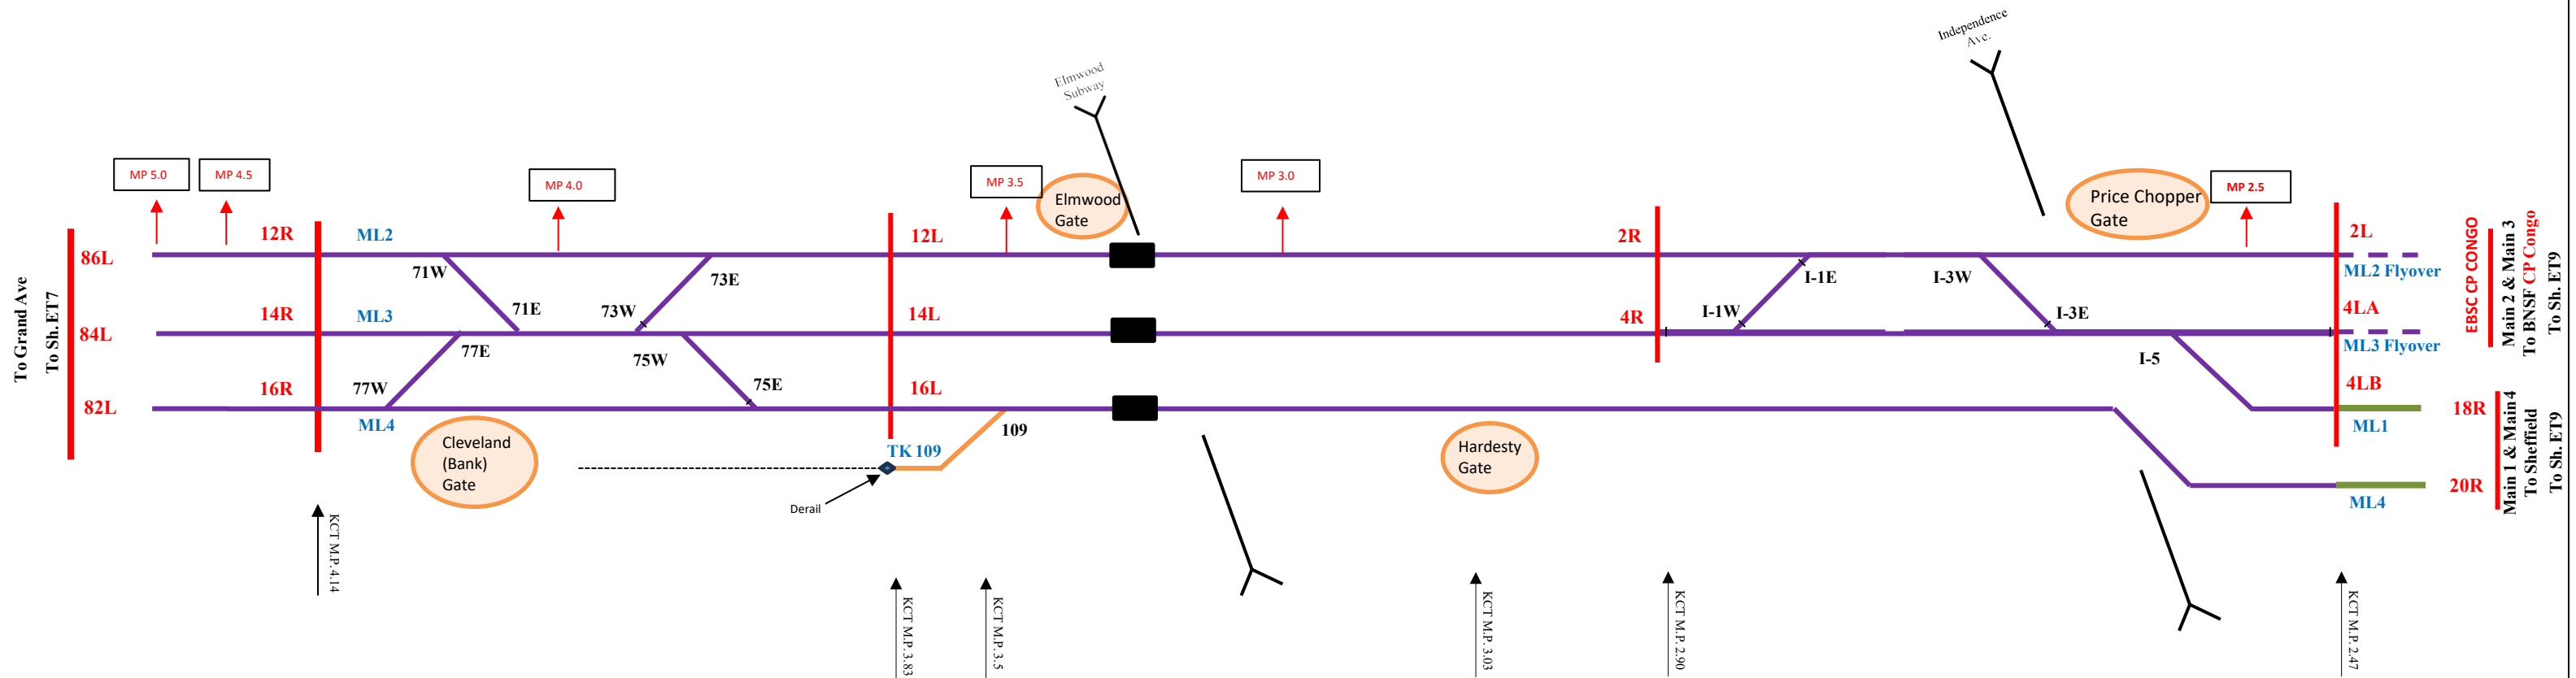 Independence
Ave.
Elmwood
Subway
MP 5.0
MP 4.5
MP 4.0
MP 3.5
MP 3.0
MP 2.5
Elmwood
Gate
Price Chopper
Gate
To Grand Ave
To Sh. ET7
86L
12R
ML2
71W
73E
12L
2R
I-1E
I-3W
2L
ML2 Flyover
84L
14R
ML3
71E
73W
14L
4R
I-1W
I-3E
4LA
ML3 Flyover
77E
75W
I-5
82L
16R
77W
ML4
75E
16L
4LB
ML1
18R
20R
ML4
EBSC CP CONGO
Main 2 & Main 3
To BNSF CP Congo
To Sh. ET9
Main 1 & Main 4
To Sheffield
To Sh. ET9
Cleveland
(Bank)
Gate
TK 109
109
Derail
Hardesty
Gate
KCT M.P. 4.14
KCT M.P. 3.83
KCT M.P. 3.5
KCT M.P. 3.03
KCT M.P. 2.90
KCT M.P. 2.47